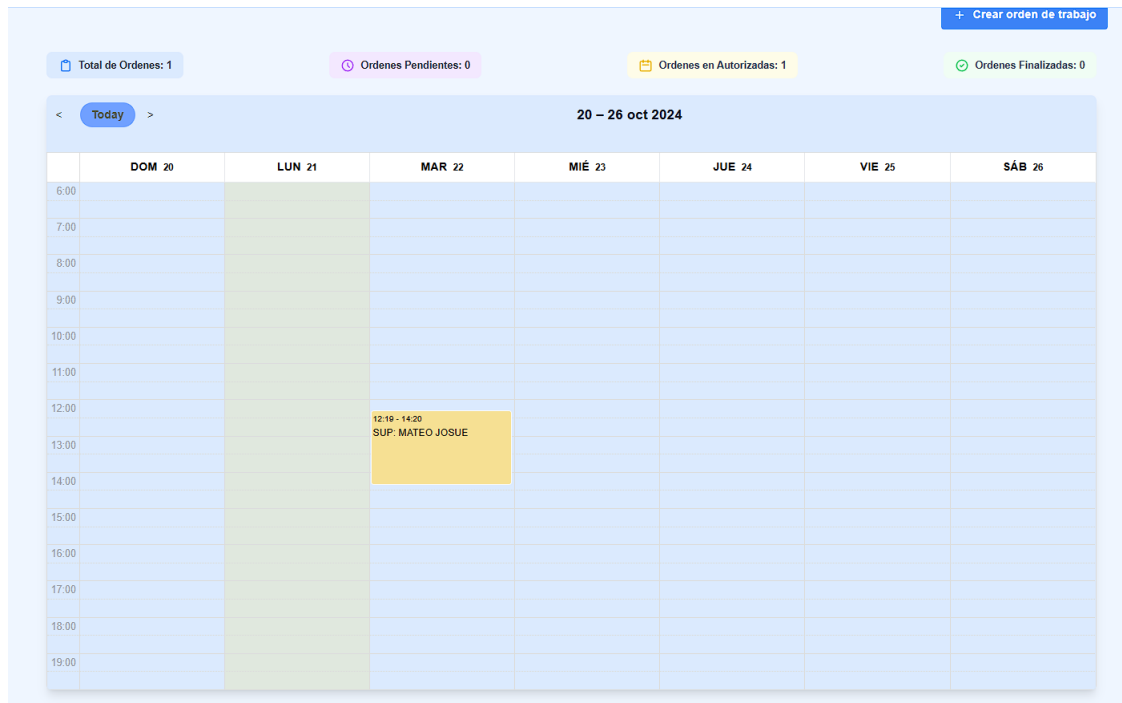 + Crear orden de trabajo
Total de Ordenes: 1
Ordenes Pendientes: 0
Ordenes en Autorizadas: 1
Ordenes Finalizadas: 0
< Today >
20 – 26 oct 2024
DOM 20 LUN 21 MAR 22 MIÉ 23 JUE 24 VIE 25 SÁB 26
6:00
7:00
8:00
9:00
10:00
11:00
12:00
12:19 - 14:20
SUP: MATEO JOSUE
13:00
14:00
15:00
16:00
17:00
18:00
19:00